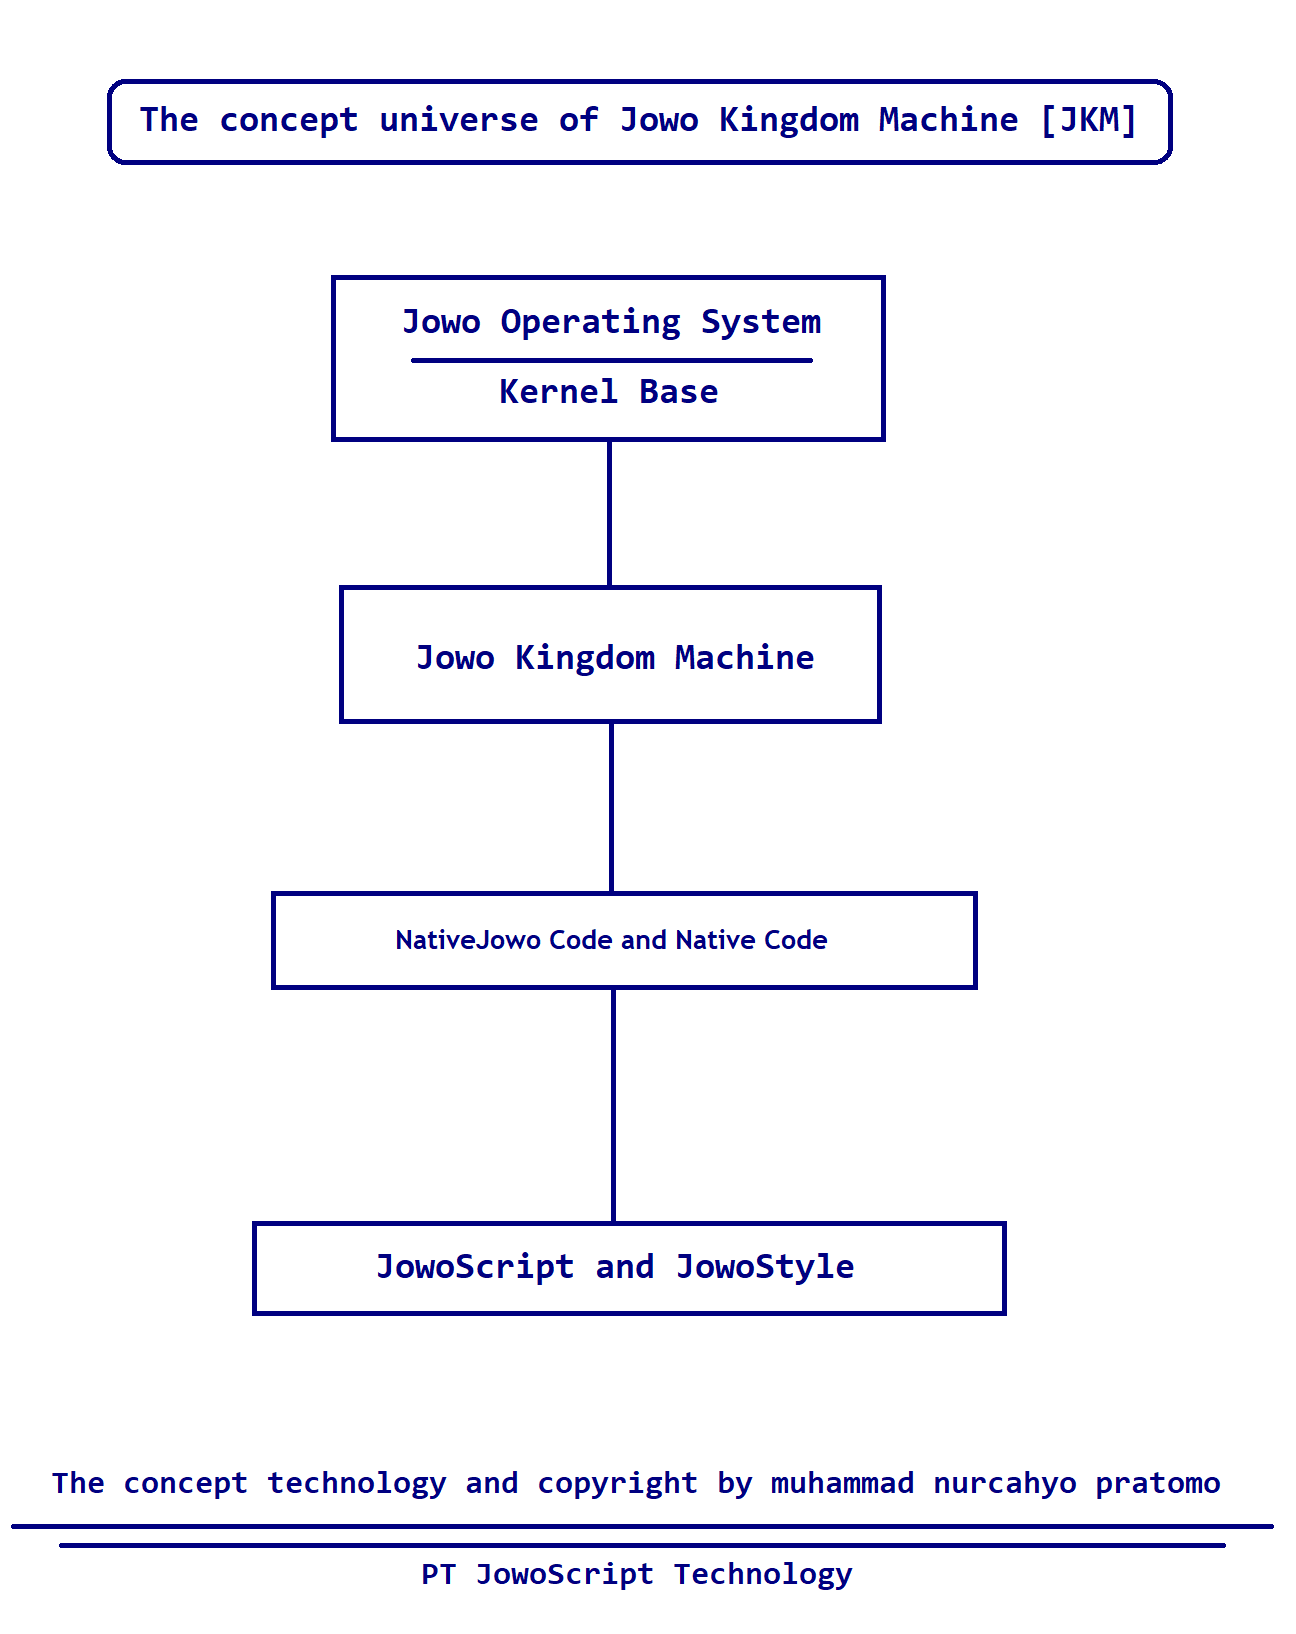 The concept universe of Jowo Kingdom Machine [JKM]
Jowo Operating System
Kernel Base
Jowo Kingdom Machine
NativeJowo Code and Native Code
JowoScript and JowoStyle
The concept technology and copyright by muhammad nurcahyo pratomo
PT JowoScript Technology